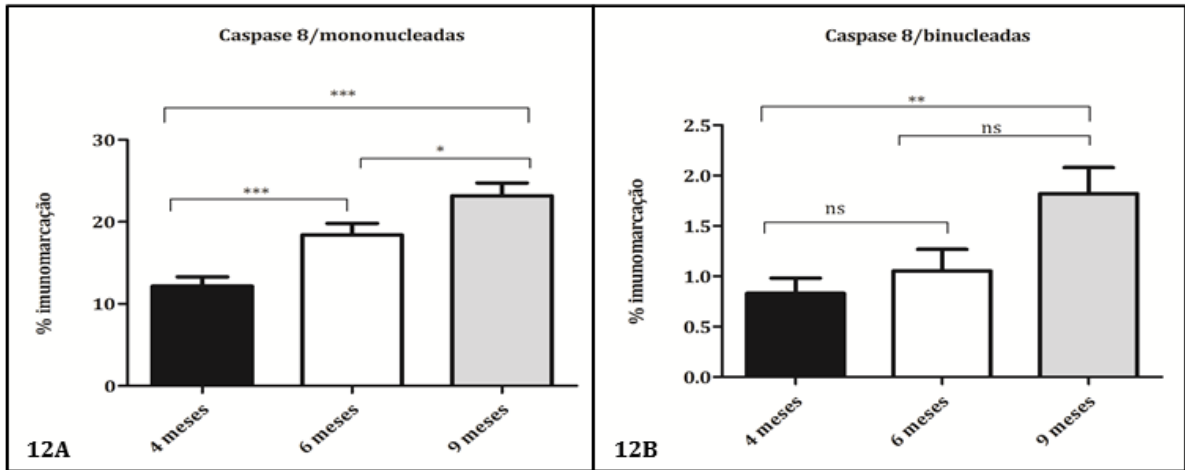 Caspase 8/mononucleadas
***
*
***
30
20
10
0
% imunomarcação
4 meses
6 meses
9 meses
12A
Caspase 8/binucleadas
**
ns
ns
2.5
2.0
1.5
1.0
0.5
0.0
% imunomarcação
4 meses
6 meses
9 meses
12B